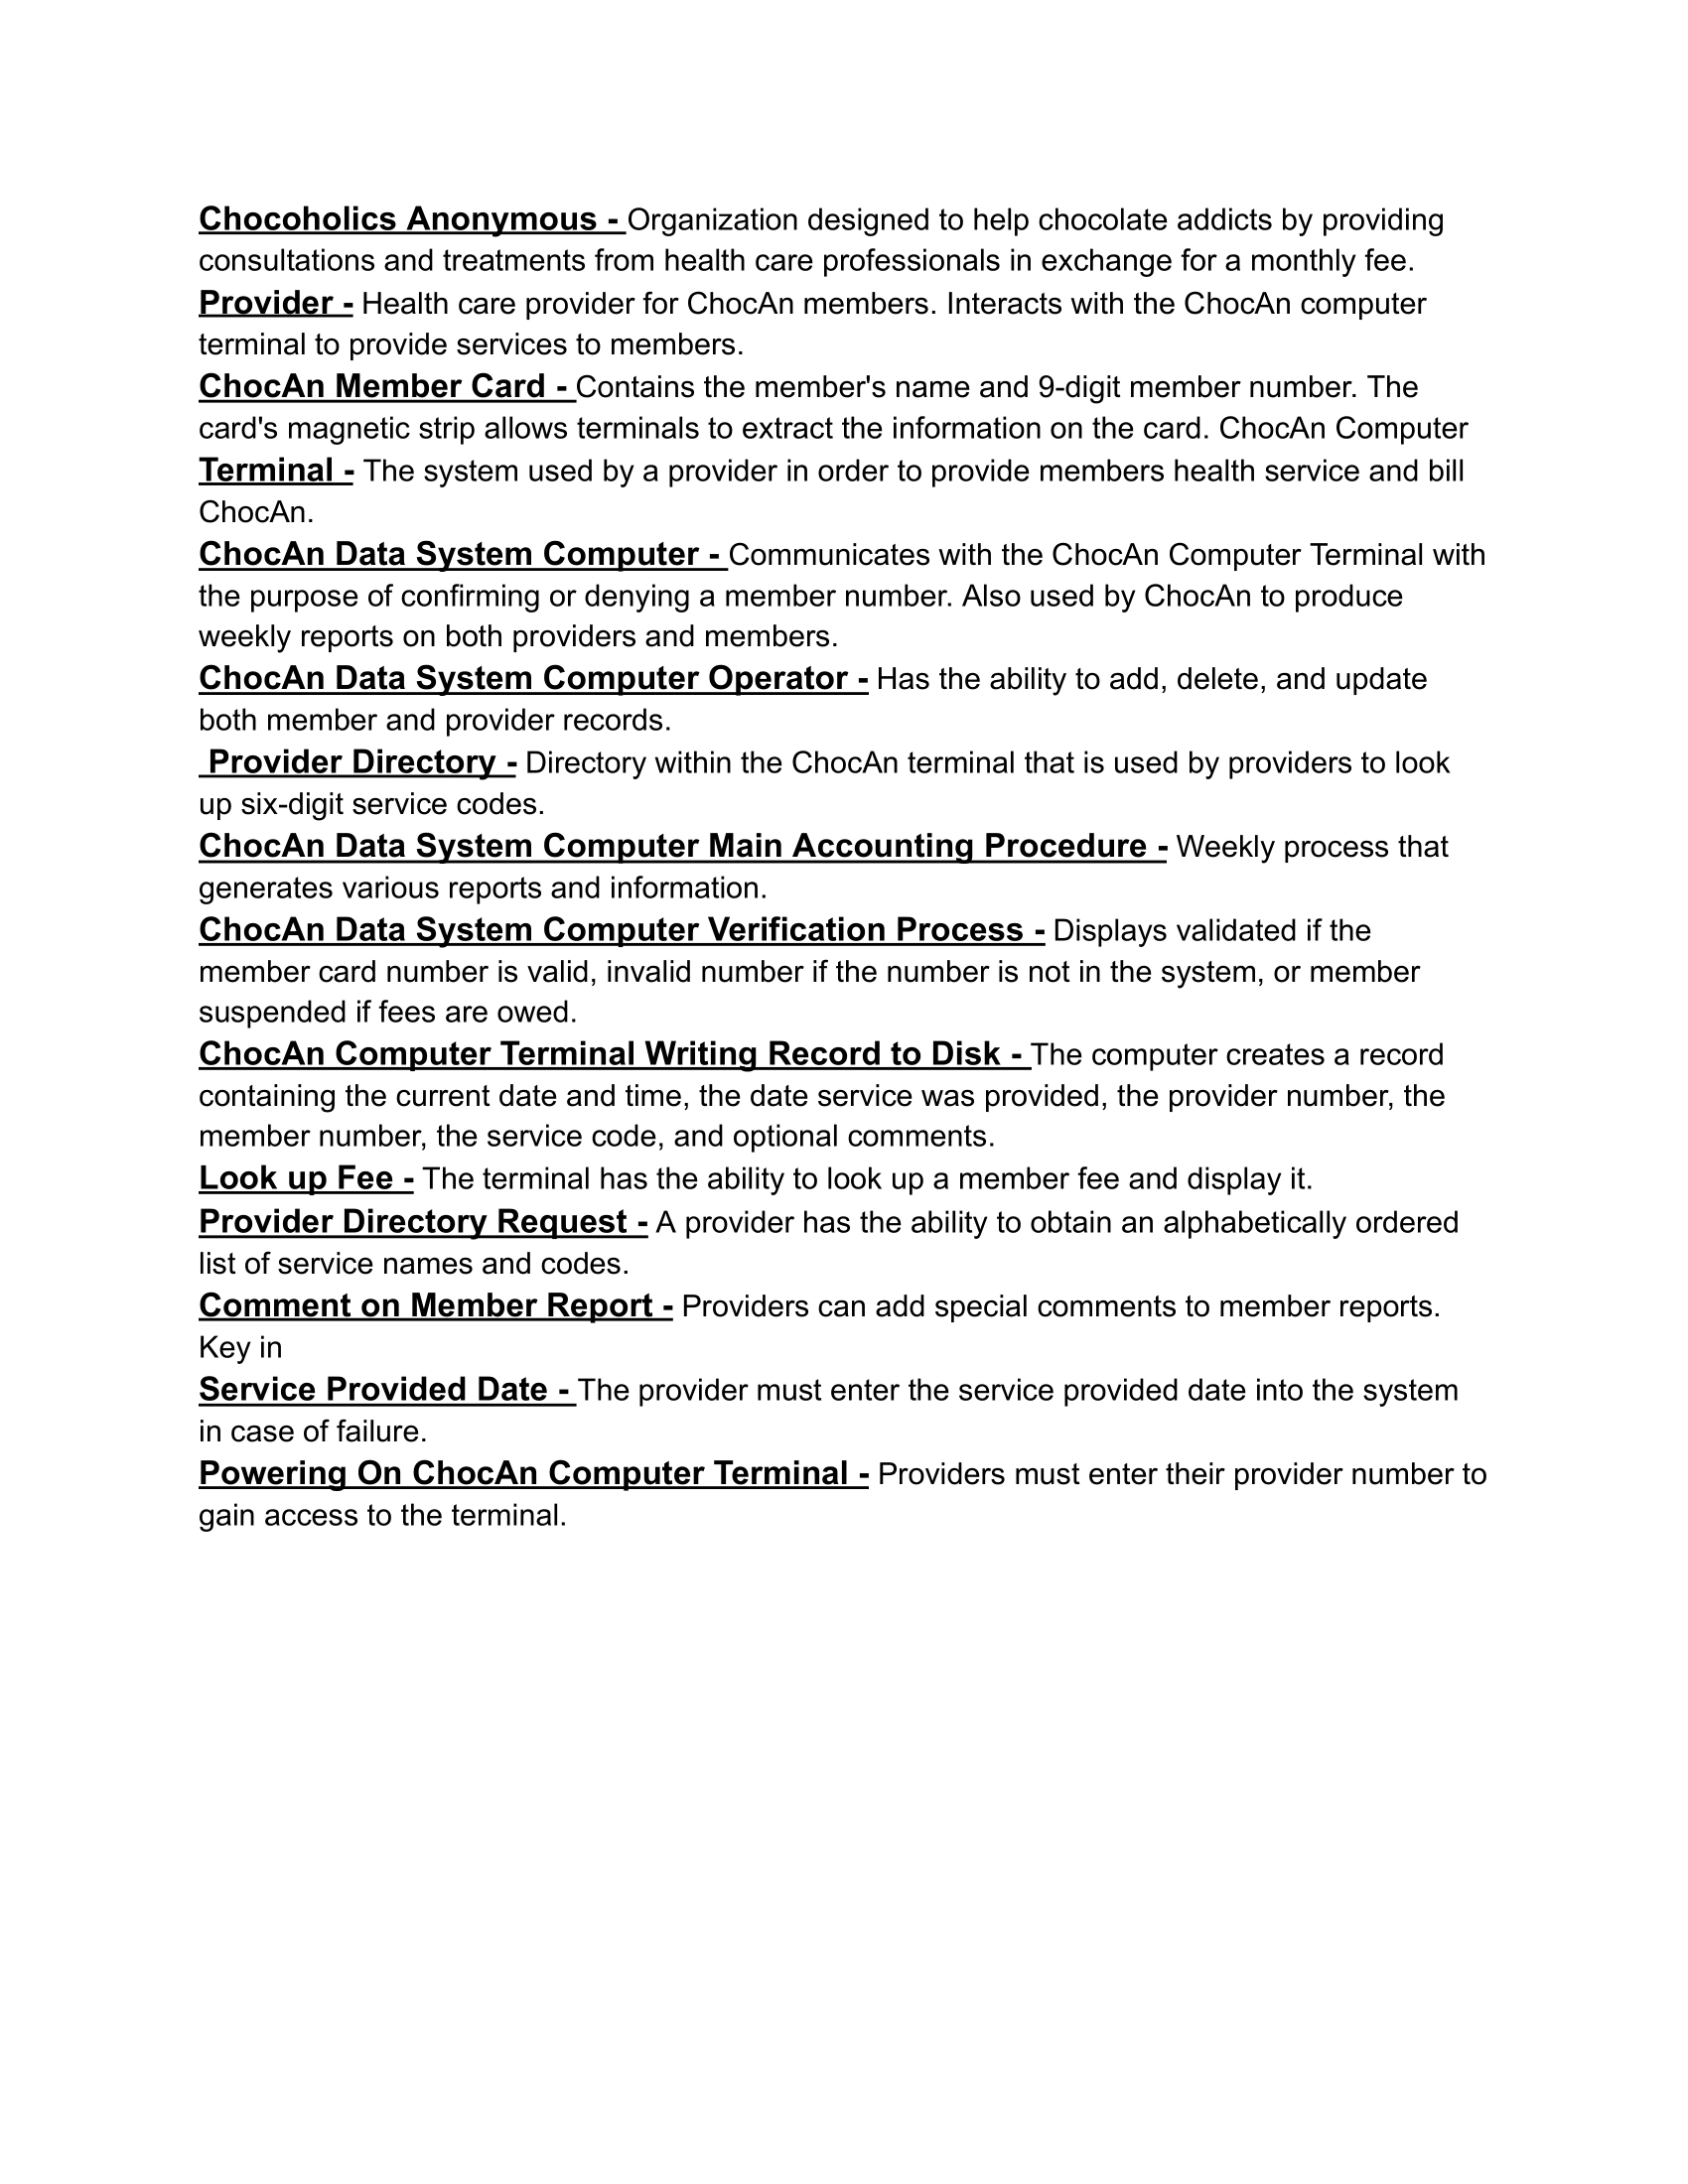 Chocoholics Anonymous - Organization designed to help chocolate addicts by providing
consultations and treatments from health care professionals in exchange for a monthly fee.
Provider - Health care provider for ChocAn members. Interacts with the ChocAn computer
terminal to provide services to members.
ChocAn Member Card - Contains the member's name and 9-digit member number. The
card's magnetic strip allows terminals to extract the information on the card. ChocAn Computer
Terminal - The system used by a provider in order to provide members health service and bill
ChocAn.
ChocAn Data System Computer - Communicates with the ChocAn Computer Terminal with
the purpose of confirming or denying a member number. Also used by ChocAn to produce
weekly reports on both providers and members.
ChocAn Data System Computer Operator - Has the ability to add, delete, and update
both member and provider records.
Provider Directory - Directory within the ChocAn terminal that is used by providers to look
up six-digit service codes.
ChocAn Data System Computer Main Accounting Procedure - Weekly process that
generates various reports and information.
ChocAn Data System Computer Verification Process - Displays validated if the
member card number is valid, invalid number if the number is not in the system, or member
suspended if fees are owed.
ChocAn Computer Terminal Writing Record to Disk - The computer creates a record
containing the current date and time, the date service was provided, the provider number, the
member number, the service code, and optional comments.
Look up Fee - The terminal has the ability to look up a member fee and display it.
Provider Directory Request - A provider has the ability to obtain an alphabetically ordered
list of service names and codes.
Comment on Member Report - Providers can add special comments to member reports.
Key in
Service Provided Date - The provider must enter the service provided date into the system
in case of failure.
Powering On ChocAn Computer Terminal - Providers must enter their provider number to
gain access to the terminal.